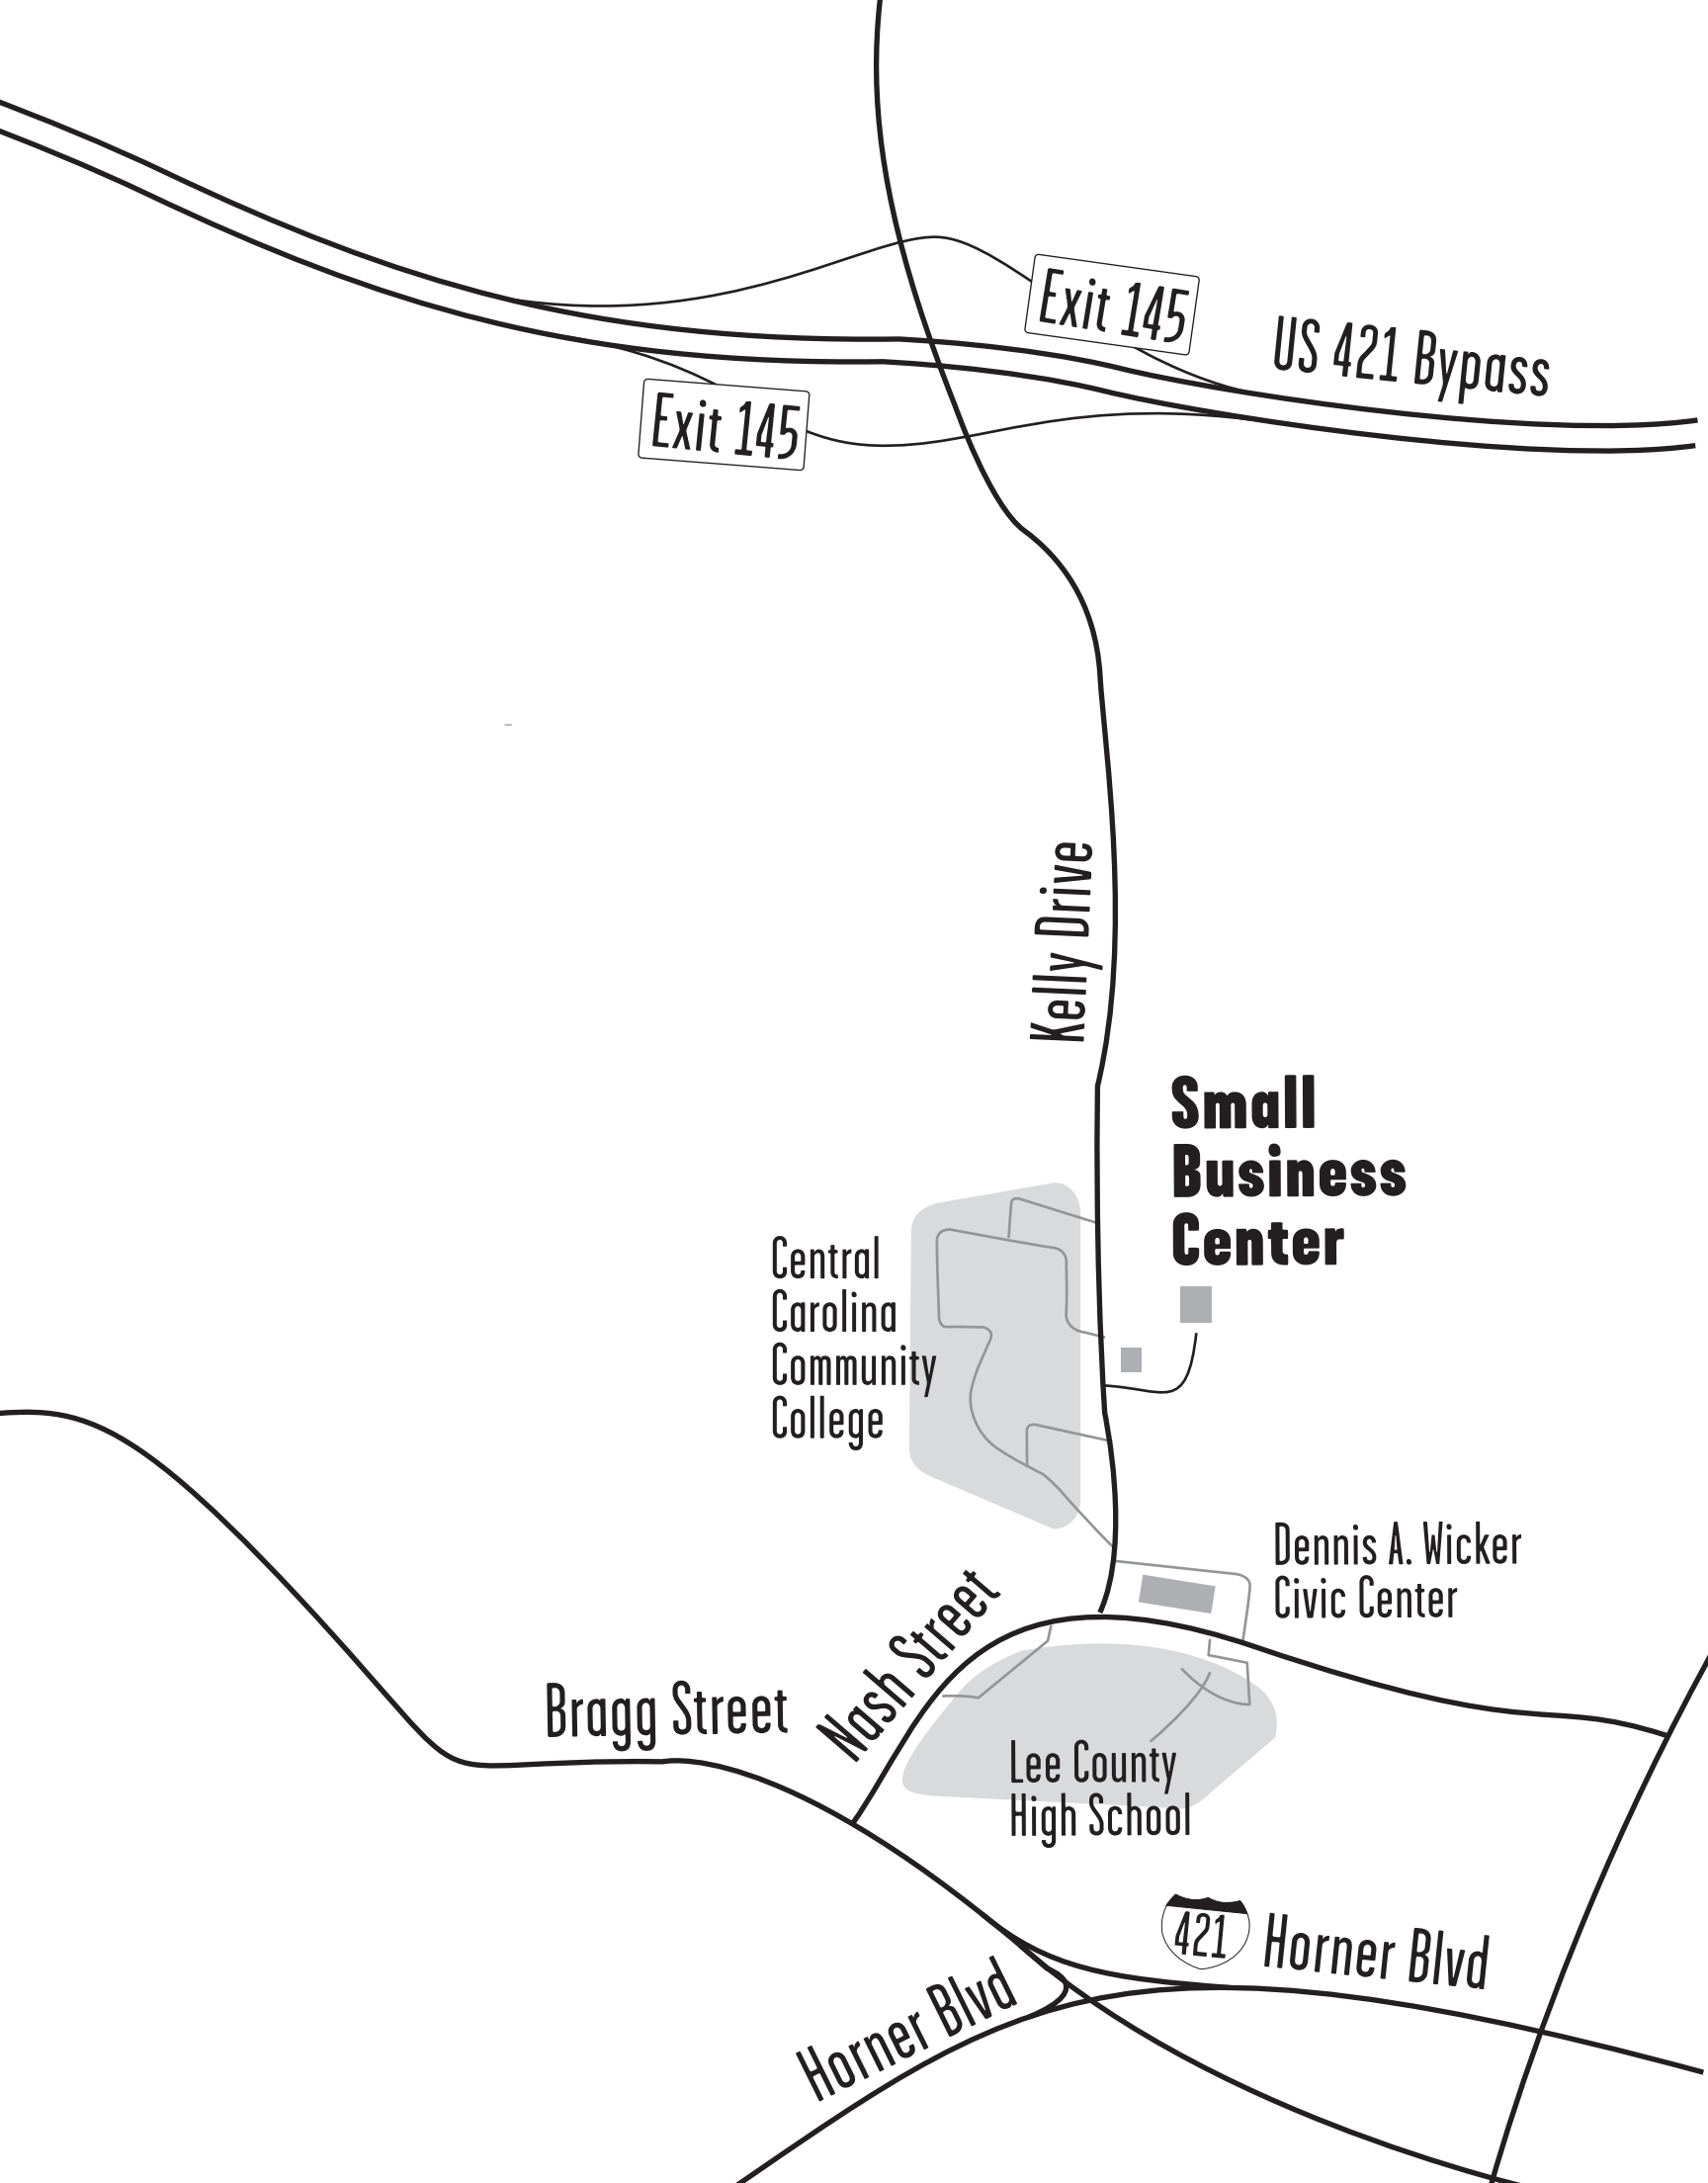 Exit 145
US 421 Bypass
Exit 145
Kelly Drive
Small
Business
Center
Central
Carolina
Community
College
Dennis A. Wicker
Civic Center
Nash Street
Bragg Street
Lee County
High School
421
Horner Blvd
Horner Blvd